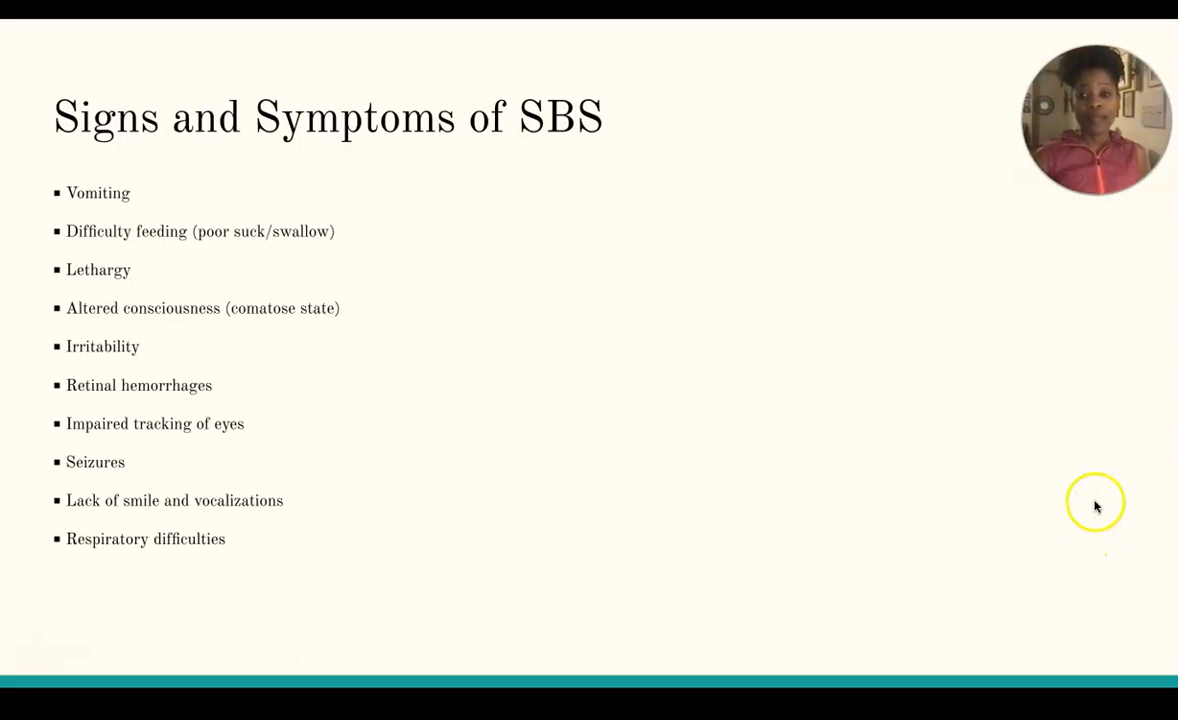 Signs and Symptoms of SBS
▪ Vomiting
▪ Difficulty feeding (poor suck/swallow)
▪ Lethargy
▪ Altered consciousness (comatose state)
▪ Irritability
▪ Retinal hemorrhages
▪ Impaired tracking of eyes
▪ Seizures
▪ Lack of smile and vocalizations
▪ Respiratory difficulties